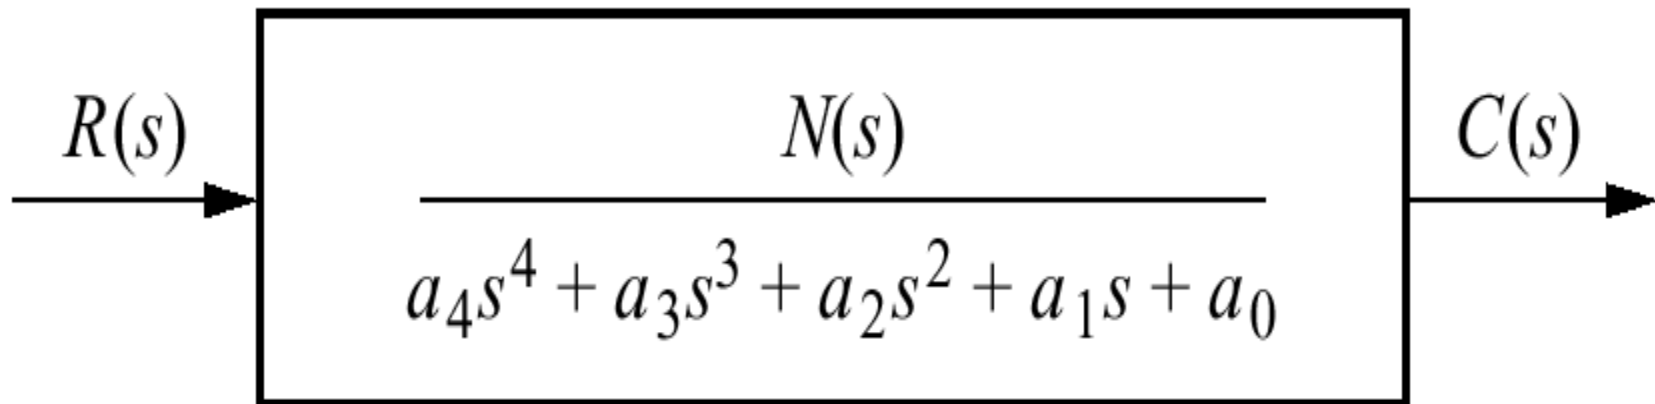 R(s)
N(s)
C(s)
a₄s⁴ + a₃s³ + a₂s² + a₁s + a₀